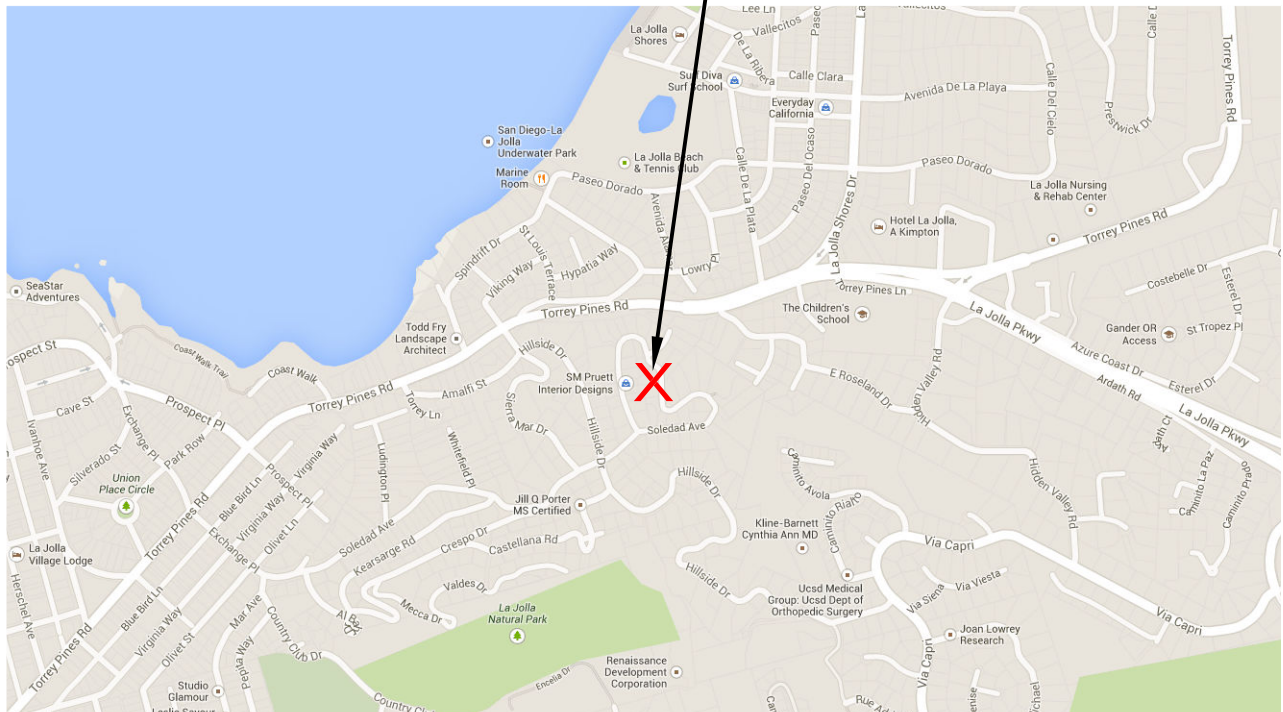 Lee Ln
Vallecitos
La Jolla
Shores
De La Ribera
Surf Diva
Surf School
Calle Clara
Everyday
California
Avenida De La Playa
Calle Del Cielo
Prestwick Dr
Torrey Pines Rd
San Diego-La
Jolla
Underwater Park
Marine
Room
La Jolla Beach
& Tennis Club
Paseo Dorado
Calle De La Plata
Paseo Del Ocaso
La Jolla Shores Dr
Paseo Dorado
La Jolla Nursing
& Rehab Center
Hotel La Jolla,
A Kimpton
Torrey Pines Rd
Spindrift Dr
St Louis Terrace
Viking Way
Hypatia Way
Lowry Pl
Torrey Pines Ln
Costebelle Dr
Esterel Dr
SeaStar
Adventures
Torrey Pines Rd
The Children's
School
La Jolla Pkwy
Gander OR
Access
St Tropez Pl
Todd Fry
Landscape
Architect
Hillside Dr
Prospect St
Coast Walk Trail
Coast Walk
Azure Coast Dr
Ardath Rd
Esterel Dr
SM Pruett
Interior Designs
X
Amalfi St
Torrey Pines Rd
Torrey Ln
Sierra Mar Dr
E Roseland Dr
Hidden Valley Rd
La Jolla Pkwy
Cave St
Prospect Pl
Ivanhoe Ave
Exchange Pl
Park Row
Silverado St
Soledad Ave
Hillside Dr
Virginia Way
Ludington Pl
Whitefield Pl
Union
Place Circle
Prospect Pl
Hillside Dr
Caminito Avola
Caminito Rialto
Hidden Valley Rd
Caminito La Paz
Jill Q Porter
MS Certified
Blue Bird Ln
Virginia Way
Olivet Ln
Torrey Pines Rd
Exchange Pl
Soledad Ave
Kearsarge Rd
Crespo Dr
Castellana Rd
Kline-Barnett
Cynthia Ann MD
Via Capri
La Jolla
Village Lodge
Herschel Ave
Valdes Dr
Mecca Dr
Hillside Dr
Ucsd Medical
Group: Ucsd Dept of
Orthopedic Surgery
Via Siena
Via Viesta
Via Capri
La Jolla
Natural Park
Mar Ave
Country Club Dr
Pepita Way
Blue Bird Ln
Virginia Way
Olivet St
Torrey Pines Rd
Joan Lowrey
Research
Via Capri
Renaissance
Development
Corporation
Encelia Dr
Studio
Glamour
Country Cl